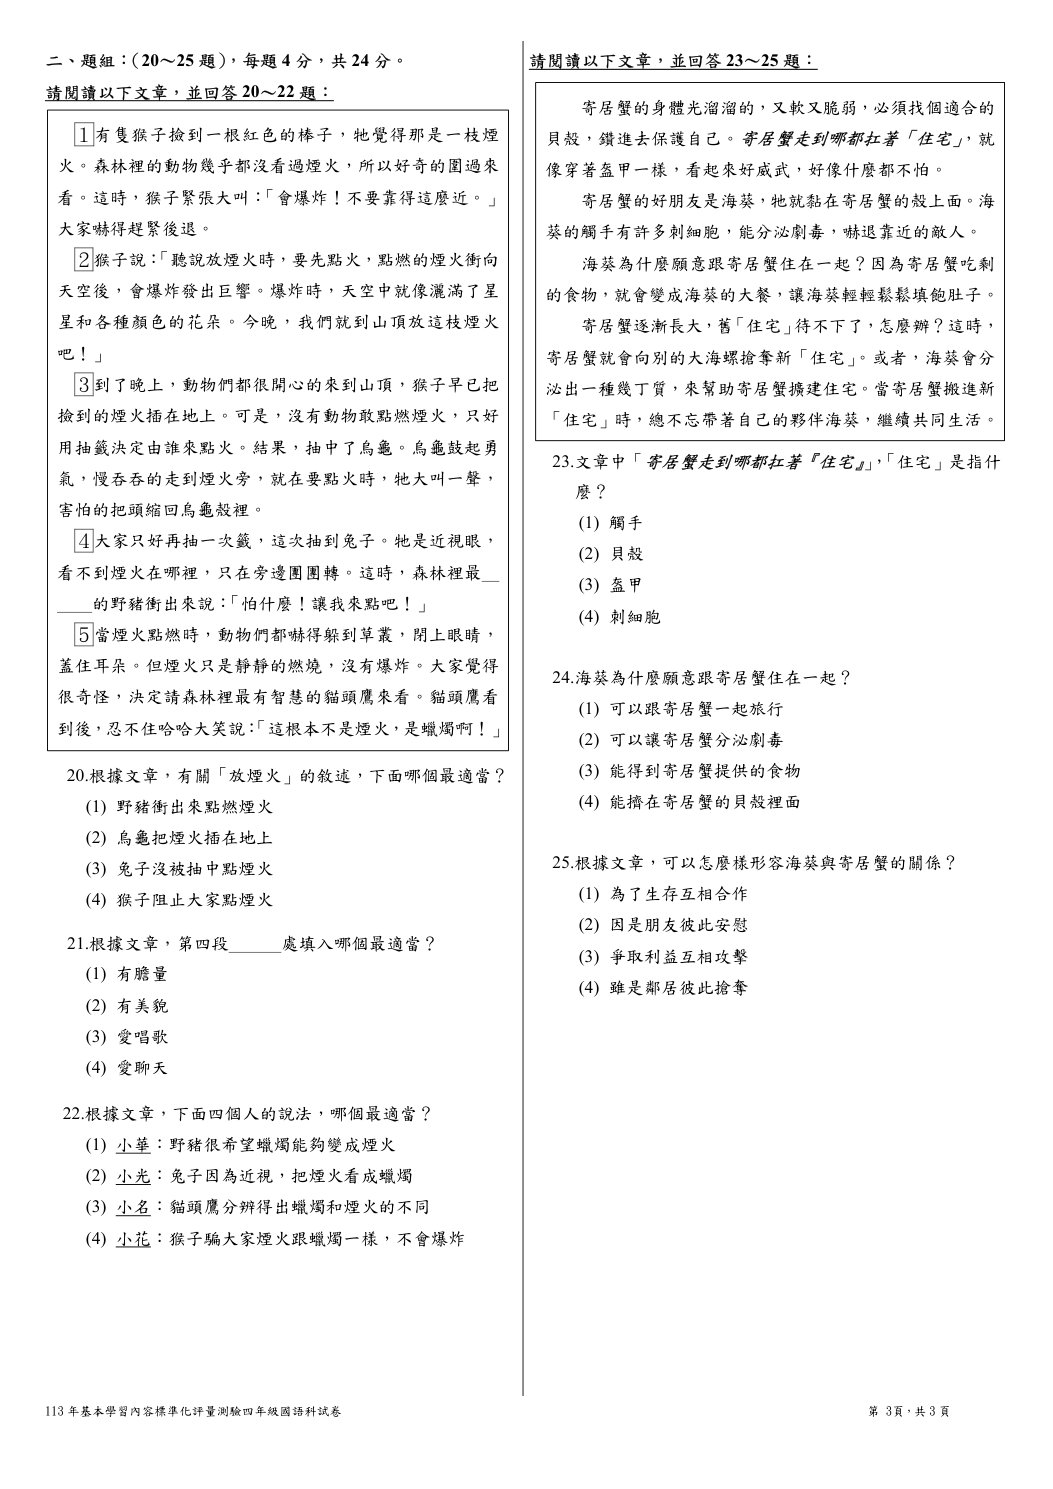 二、題組：（20～25 題），每題 4 分，共 24 分。
請閱讀以下文章，並回答 20～22 題：
1有隻猴子撿到一根紅色的棒子，牠覺得那是一枝煙
火。森林裡的動物幾乎都沒看過煙火，所以好奇的圍過來
看。這時，猴子緊張大叫：「會爆炸！不要靠得這麼近。」
大家嚇得趕緊後退。
2猴子說：「聽說放煙火時，要先點火，點燃的煙火衝向
天空後，會爆炸發出巨響。爆炸時，天空中就像灑滿了星
星和各種顏色的花朵。今晚，我們就到山頂放這枝煙火
吧！」
3到了晚上，動物們都很開心的來到山頂，猴子早已把
撿到的煙火插在地上。可是，沒有動物敢點燃煙火，只好
用抽籤決定由誰來點火。結果，抽中了烏龜。烏龜鼓起勇
氣，慢吞吞的走到煙火旁，就在要點火時，牠大叫一聲，
害怕的把頭縮回烏龜殼裡。
4大家只好再抽一次籤，這次抽到兔子。牠是近視眼，
看不到煙火在哪裡，只在旁邊團團轉。這時，森林裡最__
____的野豬衝出來說：「怕什麼！讓我來點吧！」
5當煙火點燃時，動物們都嚇得躲到草叢，閉上眼睛，
蓋住耳朵。但煙火只是靜靜的燃燒，沒有爆炸。大家覺得
很奇怪，決定請森林裡最有智慧的貓頭鷹來看。貓頭鷹看
到後，忍不住哈哈大笑說：「這根本不是煙火，是蠟燭啊！」
20.根據文章，有關「放煙火」的敘述，下面哪個最適當？
(1) 野豬衝出來點燃煙火
(2) 烏龜把煙火插在地上
(3) 兔子沒被抽中點煙火
(4) 猴子阻止大家點煙火
21.根據文章，第四段______處填入哪個最適當？
(1) 有膽量
(2) 有美貌
(3) 愛唱歌
(4) 愛聊天
22.根據文章，下面四個人的說法，哪個最適當？
(1) 小華：野豬很希望蠟燭能夠變成煙火
(2) 小光：兔子因為近視，把煙火看成蠟燭
(3) 小名：貓頭鷹分辨得出蠟燭和煙火的不同
(4) 小花：猴子騙大家煙火跟蠟燭一樣，不會爆炸
請閱讀以下文章，並回答 23～25 題：
寄居蟹的身體光溜溜的，又軟又脆弱，必須找個適合的
貝殼，鑽進去保護自己。寄居蟹走到哪都扛著「住宅」，就
像穿著盔甲一樣，看起來好威武，好像什麼都不怕。
寄居蟹的好朋友是海葵，牠就黏在寄居蟹的殼上面。海
葵的觸手有許多刺細胞，能分泌劇毒，嚇退靠近的敵人。
海葵為什麼願意跟寄居蟹住在一起？因為寄居蟹吃剩
的食物，就會變成海葵的大餐，讓海葵輕輕鬆鬆填飽肚子。
寄居蟹逐漸長大，舊「住宅」待不下了，怎麼辦？這時，
寄居蟹就會向別的大海螺搶奪新「住宅」。或者，海葵會分
泌出一種幾丁質，來幫助寄居蟹擴建住宅。當寄居蟹搬進新
「住宅」時，總不忘帶著自己的夥伴海葵，繼續共同生活。
23.文章中「寄居蟹走到哪都扛著『住宅』」，「住宅」是指什
麼？
(1) 觸手
(2) 貝殼
(3) 盔甲
(4) 刺細胞
24.海葵為什麼願意跟寄居蟹住在一起？
(1) 可以跟寄居蟹一起旅行
(2) 可以讓寄居蟹分泌劇毒
(3) 能得到寄居蟹提供的食物
(4) 能擠在寄居蟹的貝殼裡面
25.根據文章，可以怎麼樣形容海葵與寄居蟹的關係？
(1) 為了生存互相合作
(2) 因是朋友彼此安慰
(3) 爭取利益互相攻擊
(4) 雖是鄰居彼此搶奪
113 年基本學習內容標準化評量測驗四年級國語科試卷
第 3頁，共 3 頁